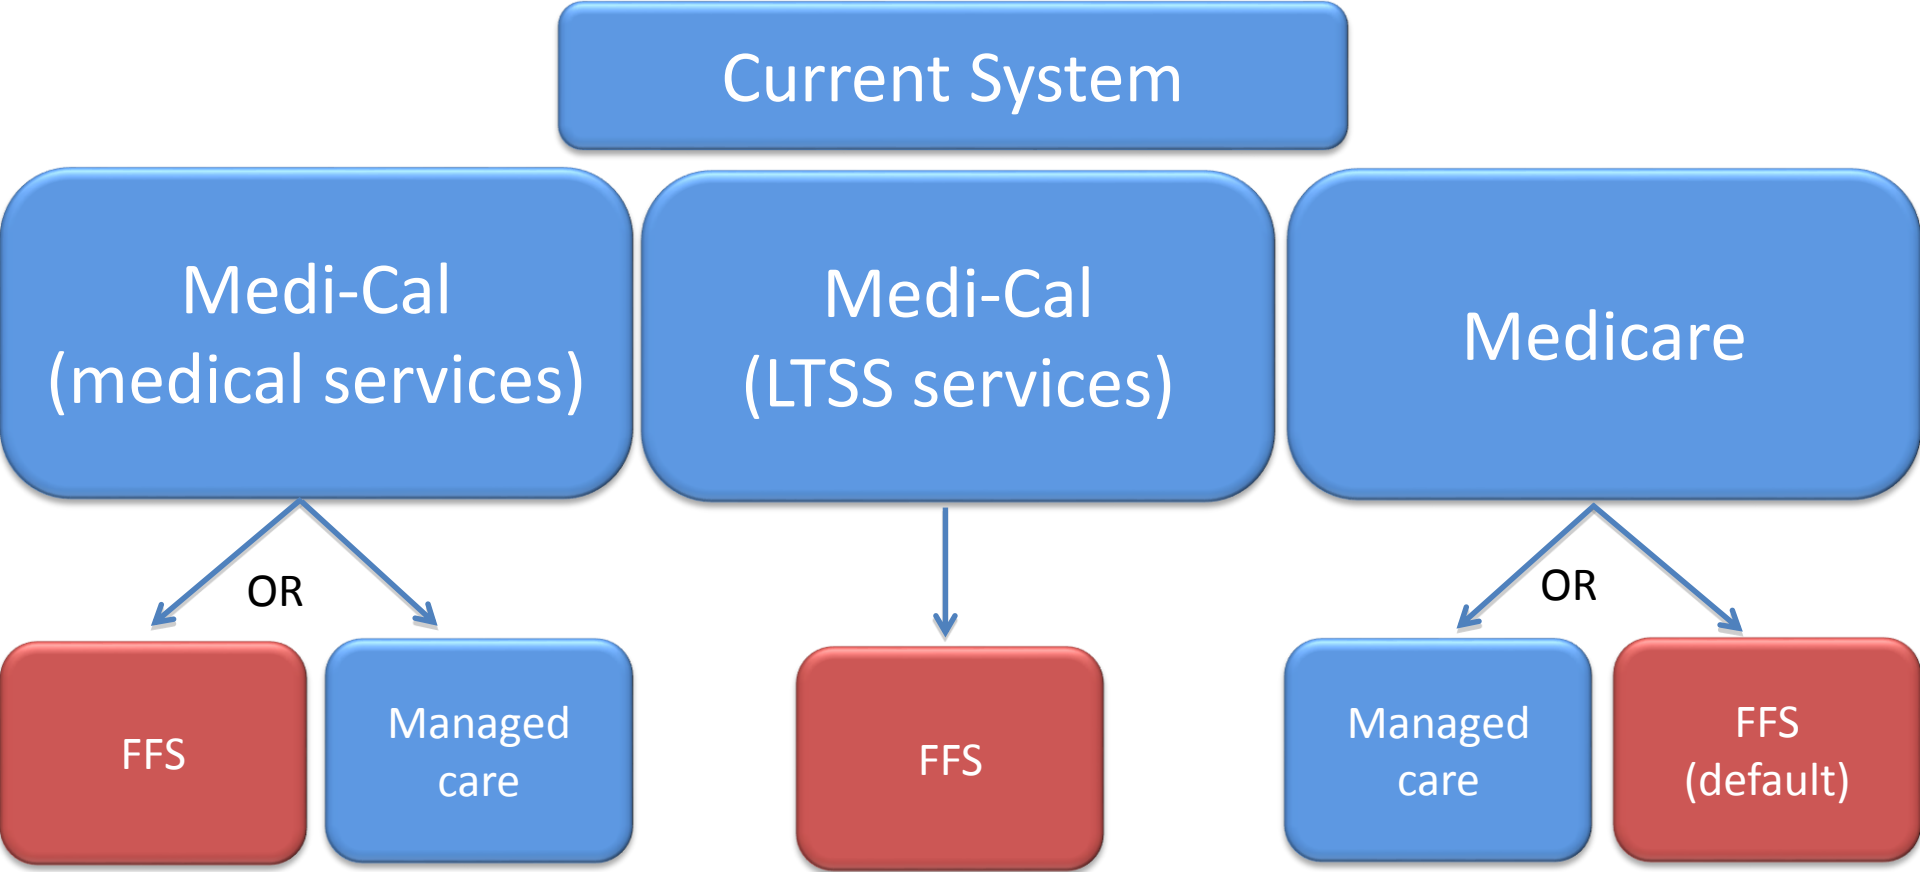 Current System
Medi-Cal
(medical services)
Medi-Cal
(LTSS services)
Medicare
OR
OR
FFS
Managed
care
FFS
Managed
care
FFS
(default)